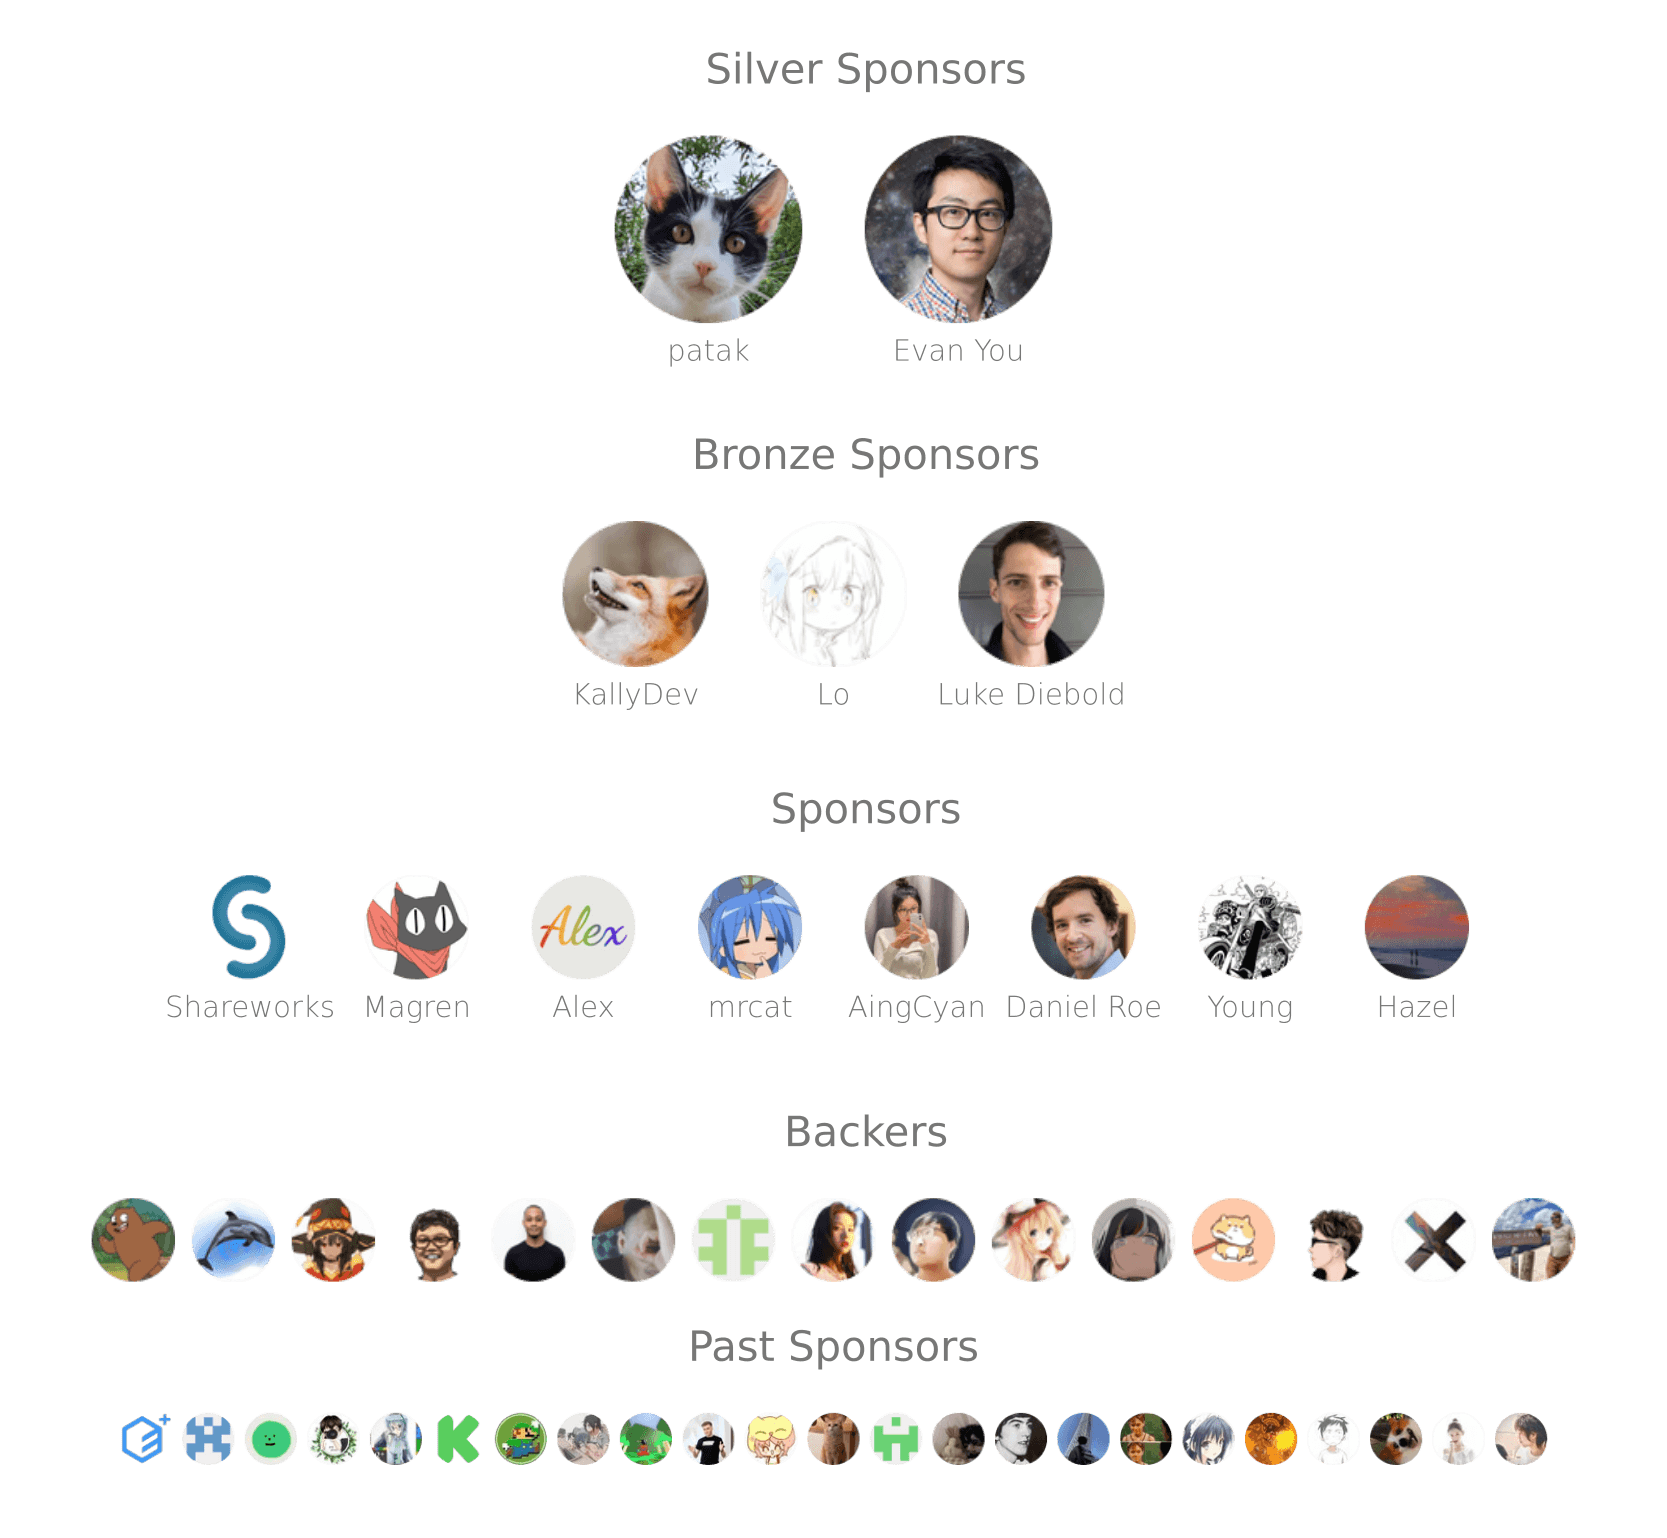 Silver Sponsors
patak
Evan You
Bronze Sponsors
KallyDev
Lo
Luke Diebold
Sponsors
Alex
Shareworks
Magren
Alex
mrcat
AingCyan
Daniel Roe
Young
Hazel
Backers
Past Sponsors